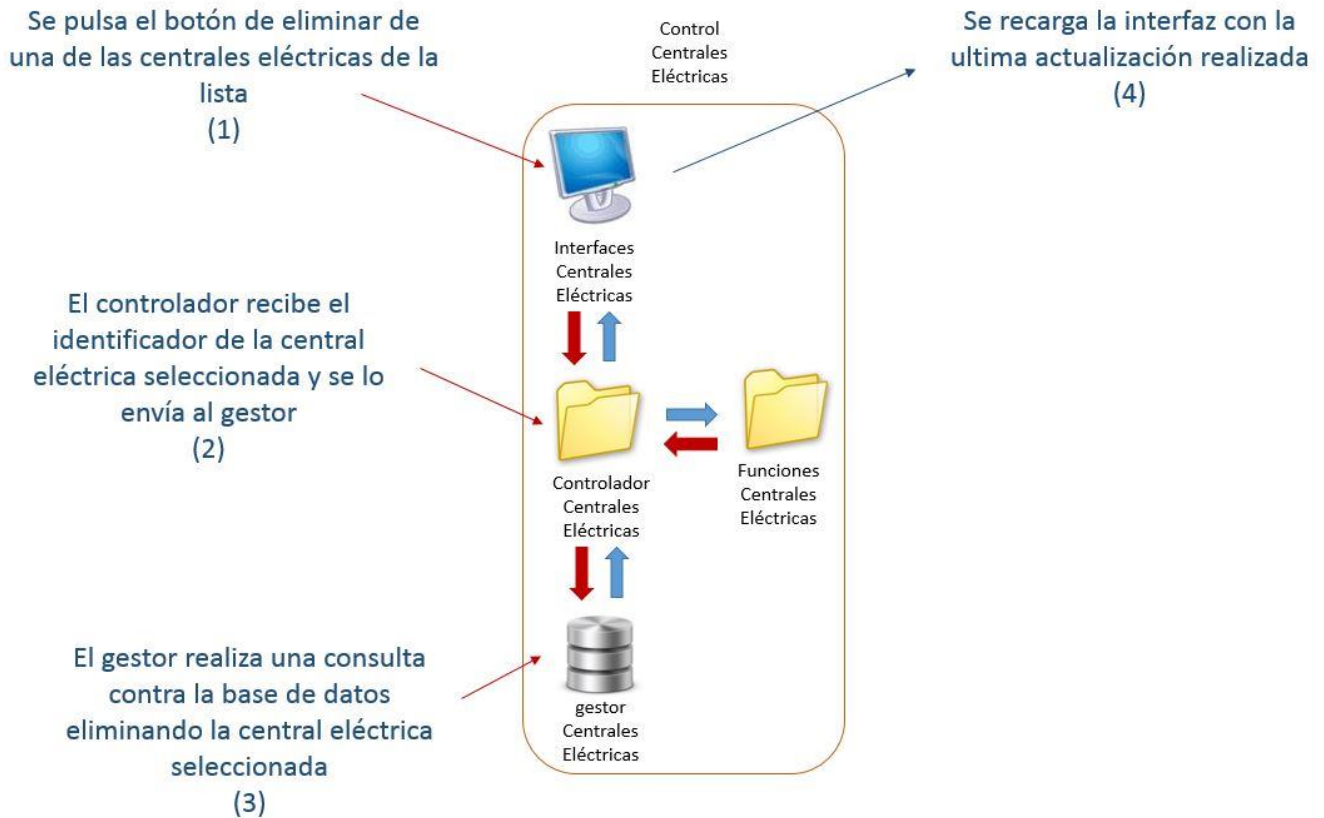 Se pulsa el botón de eliminar de
una de las centrales eléctricas de la
lista
(1)
Control
Centrales
Eléctricas
Se recarga la interfaz con la
ultima actualización realizada
(4)
Interfaces
Centrales
Eléctricas
El controlador recibe el
identificador de la central
eléctrica seleccionada y se lo
envía al gestor
(2)
Controlador
Centrales
Eléctricas
Funciones
Centrales
Eléctricas
El gestor realiza una consulta
contra la base de datos
eliminando la central eléctrica
seleccionada
(3)
gestor
Centrales
Eléctricas